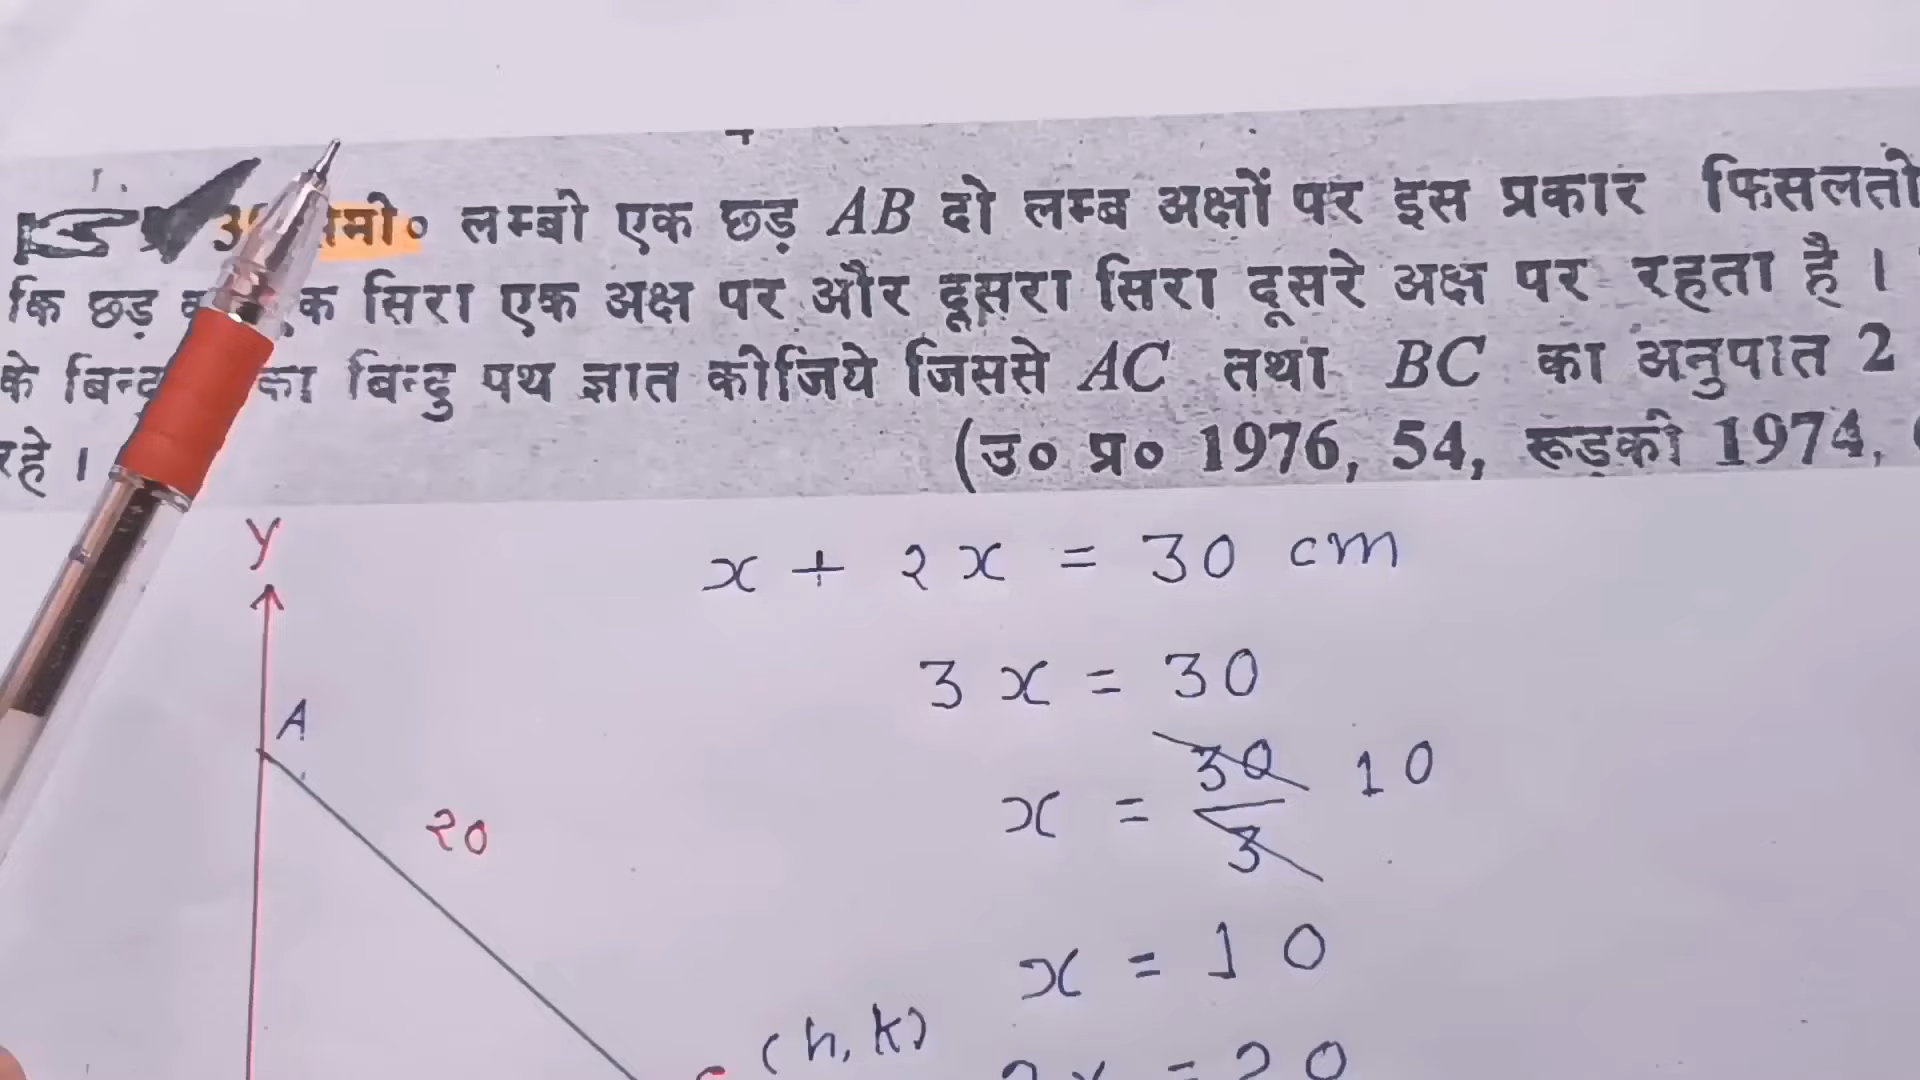 लम्बी एक छड़ AB दो लम्ब अक्षों पर इस प्रकार फिसलती
कि छड़ सिरा एक अक्ष पर और दूसरा सिरा दूसरे अक्ष पर रहता है ।
के का बिन्दु पथ ज्ञात कीजिये जिससे AC तथा BC का अनुपात 2
रहे । (उ० प्र० 1976, 54, रूड़की 1974,
y
x + 2x = 30 cm
3x = 30
A
x = 30/3 10
20
x = 10
(h, k)
2x = 20